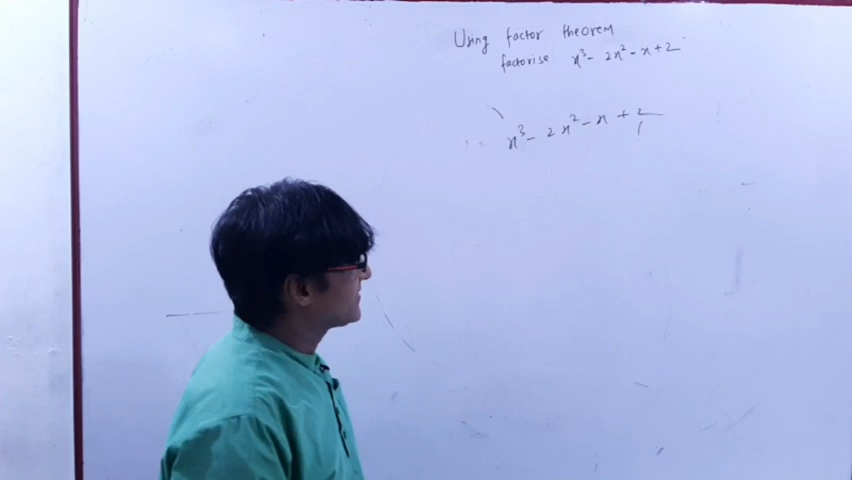 Using factor theorem
factorise x³- 2x²- x+2
x³- 2x²- x + 2